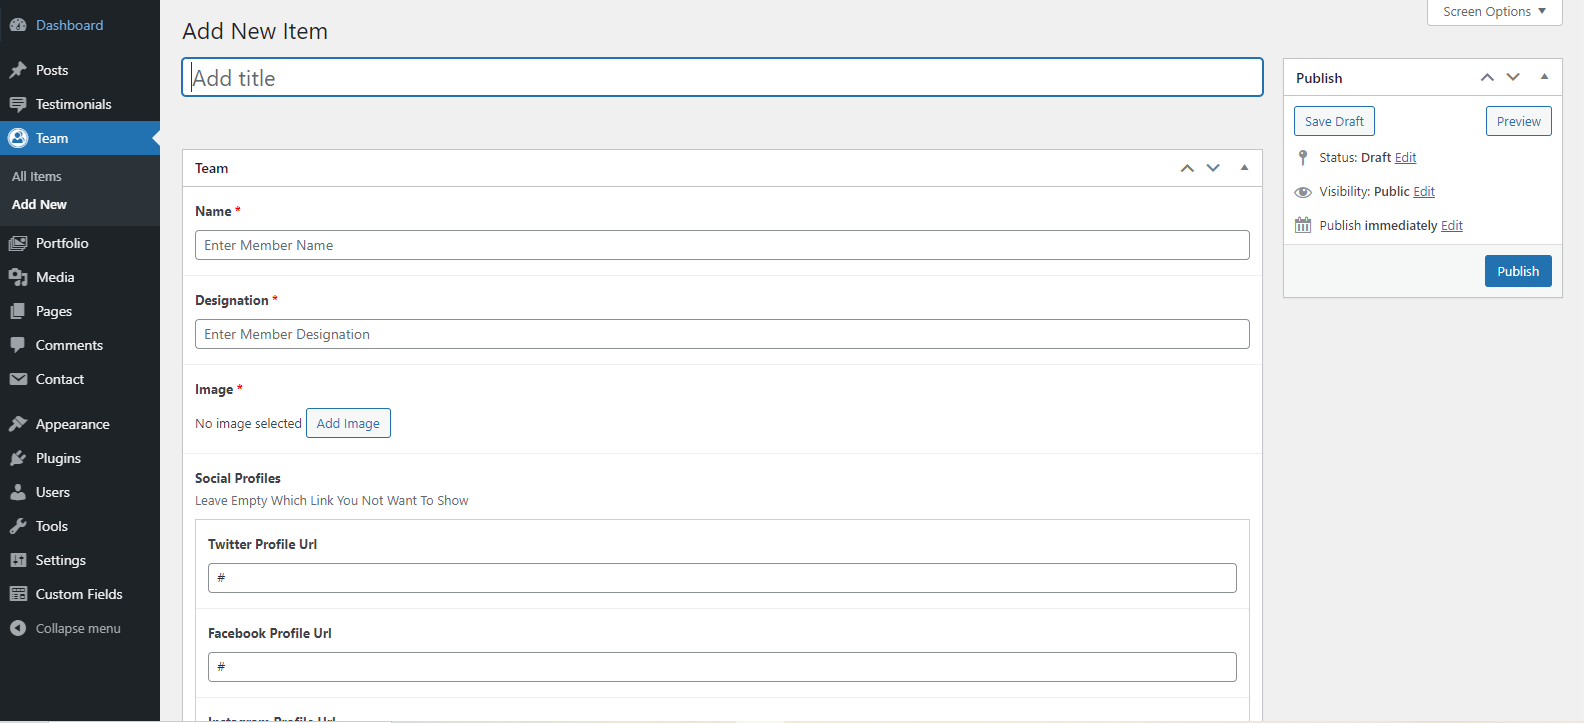 Dashboard
Posts
Testimonials
Team
All Items
Add New
Portfolio
Media
Pages
Comments
Contact
Appearance
Plugins
Users
Tools
Settings
Custom Fields
Collapse menu
Screen Options
Add New Item
Add title
Team
Name *
Enter Member Name
Designation *
Enter Member Designation
Image *
No image selected Add Image
Social Profiles
Leave Empty Which Link You Not Want To Show
Twitter Profile Url
#
Facebook Profile Url
#
Instagram Profile Url
Publish
Save Draft Preview
Status: Draft Edit
Visibility: Public Edit
Publish immediately Edit
Publish